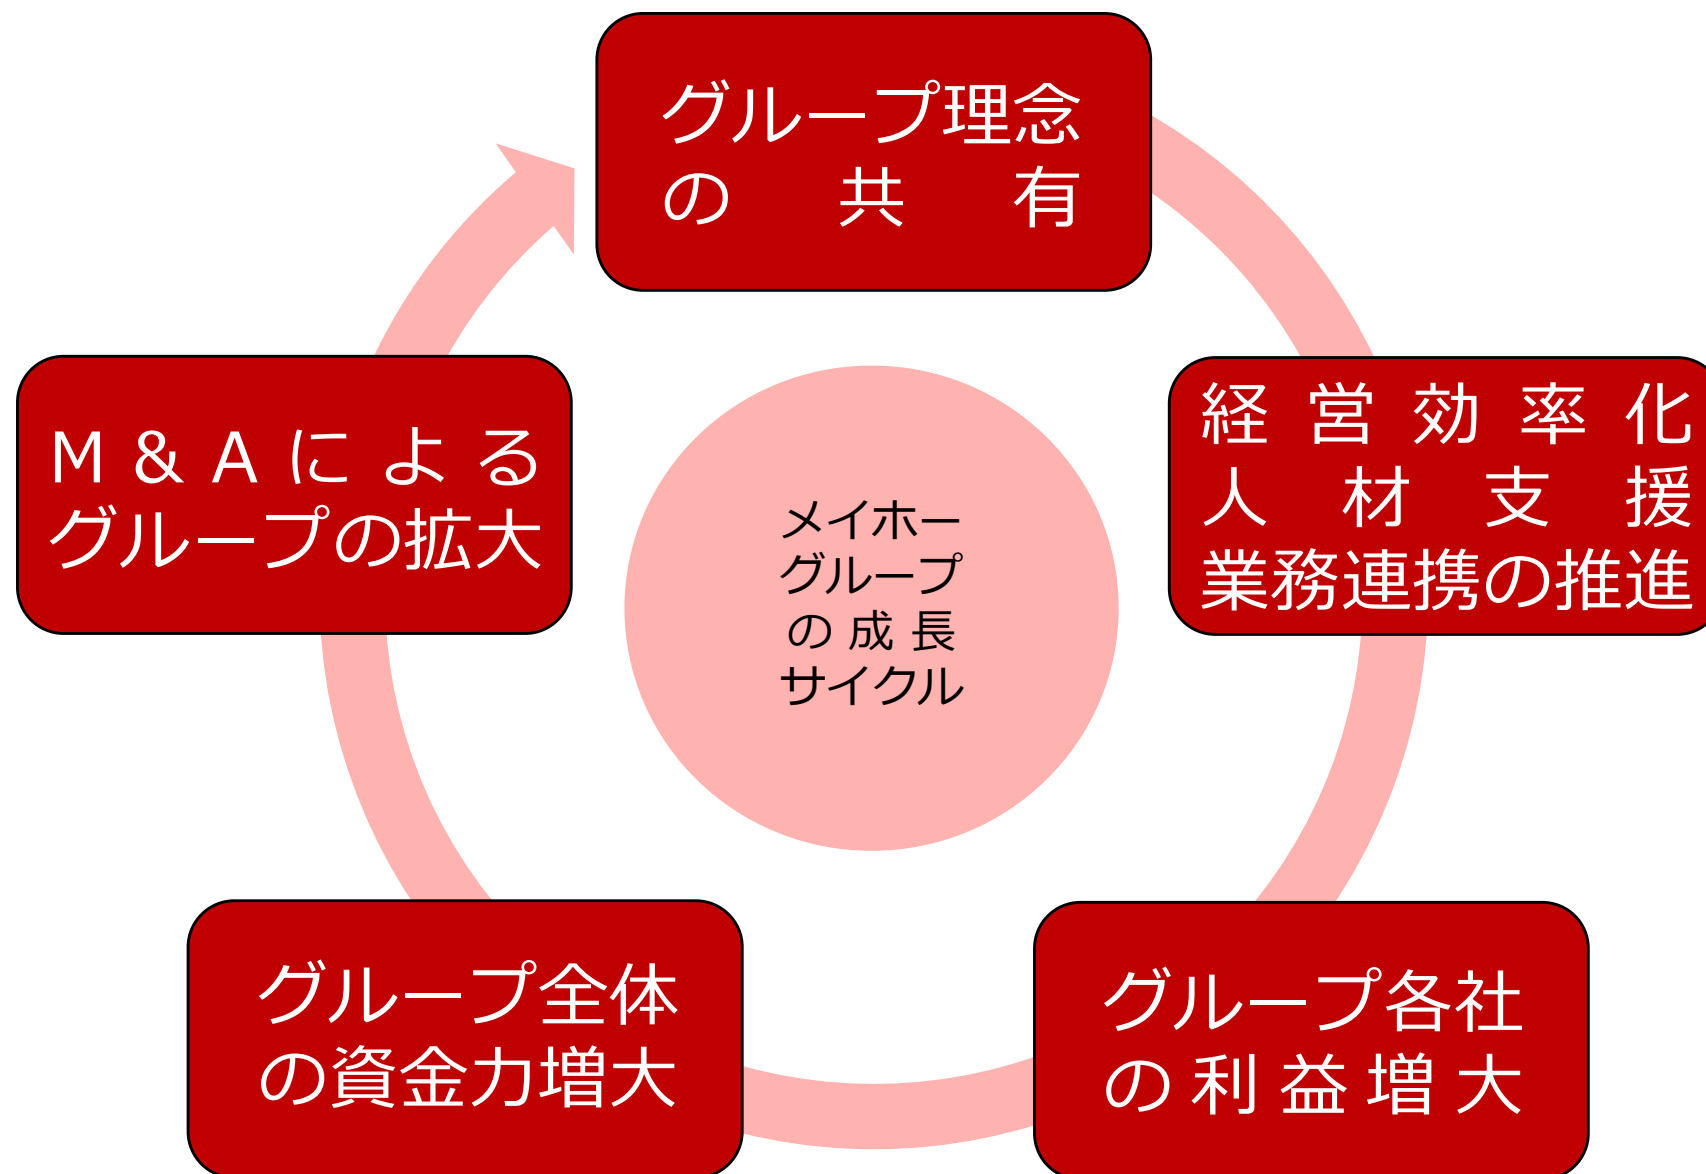 グループ理念
の共有
経営効率化
人材支援
業務連携の推進
グループ各社
の利益増大
グループ全体
の資金力増大
M&Aによる
グループの拡大
メイホー
グループ
の成長
サイクル